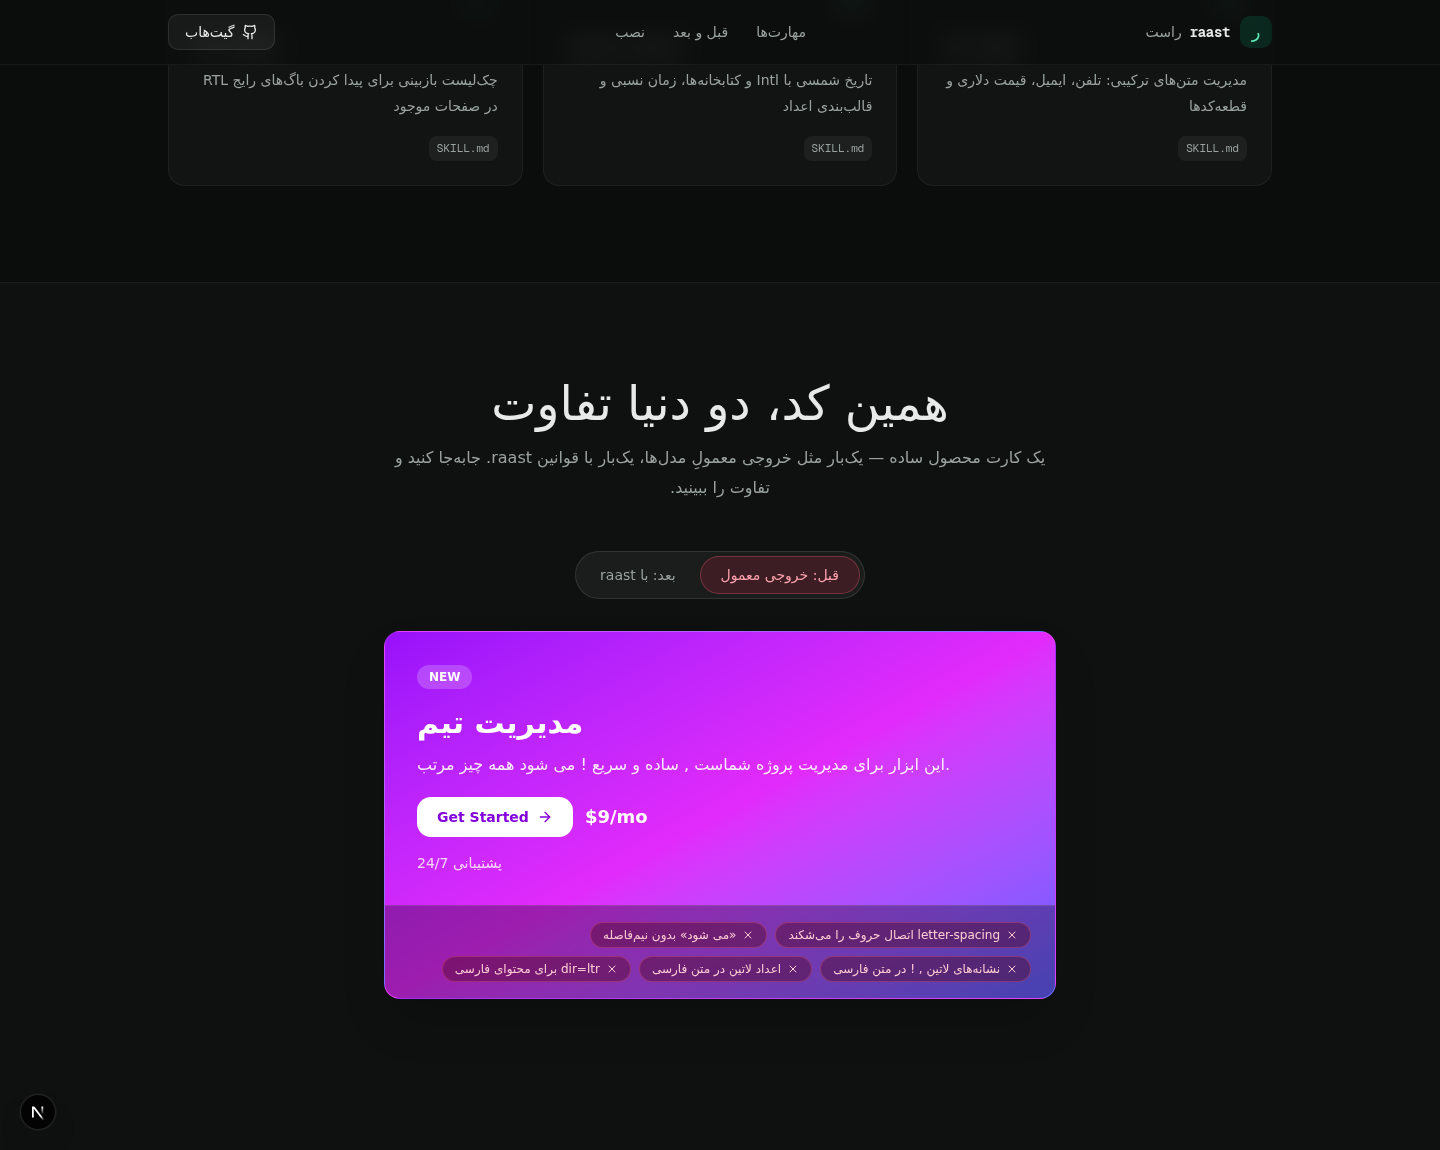 ر raast راست
مهارت‌ها
قبل و بعد
نصب
گیت‌هاب
مدیریت متن‌های ترکیبی: تلفن، ایمیل، قیمت دلاری و
قطعه‌کدها
SKILL.md
تاریخ شمسی با Intl و کتابخانه‌ها، زمان نسبی و
قالب‌بندی اعداد
SKILL.md
چک‌لیست بازبینی برای پیدا کردن باگ‌های رایج RTL
در صفحات موجود
SKILL.md
همین کد، دو دنیا تفاوت
یک کارت محصول ساده — یک‌بار مثل خروجی معمولِ مدل‌ها، یک‌بار با قوانین raast. جابه‌جا کنید و
تفاوت را ببینید.
قبل: خروجی معمول
بعد: با raast
NEW
مدیریت تیم
این ابزار برای مدیریت پروژه شماست , ساده و سریع ! می شود همه چیز مرتب.
Get Started
$9/mo
پشتیبانی 24/7
letter-spacing اتصال حروف را می‌شکند
«می شود» بدون نیم‌فاصله
نشانه‌های لاتین , ! در متن فارسی
اعداد لاتین در متن فارسی
dir=ltr برای محتوای فارسی